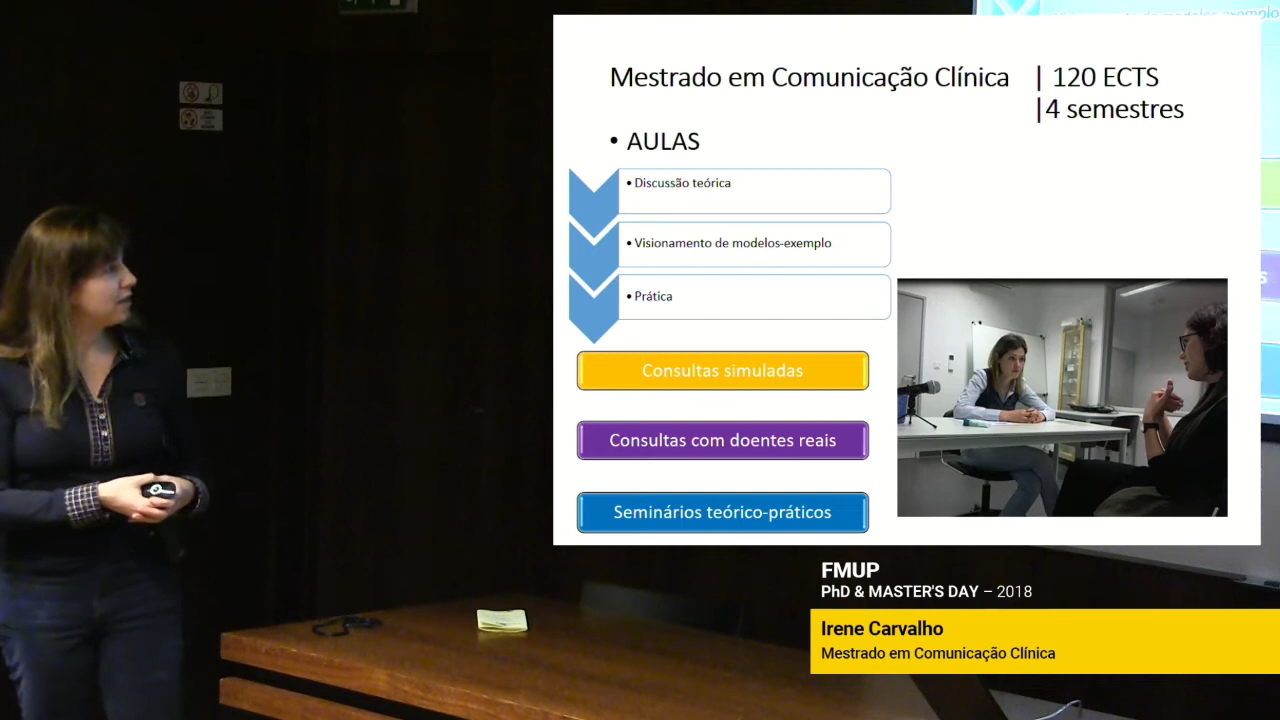 Mestrado em Comunicação Clínica | 120 ECTS
|4 semestres
• AULAS
• Discussão teórica
• Visionamento de modelos-exemplo
• Prática
Consultas simuladas
Consultas com doentes reais
Seminários teórico-práticos
FMUP
PhD & MASTER'S DAY – 2018
Irene Carvalho
Mestrado em Comunicação Clínica